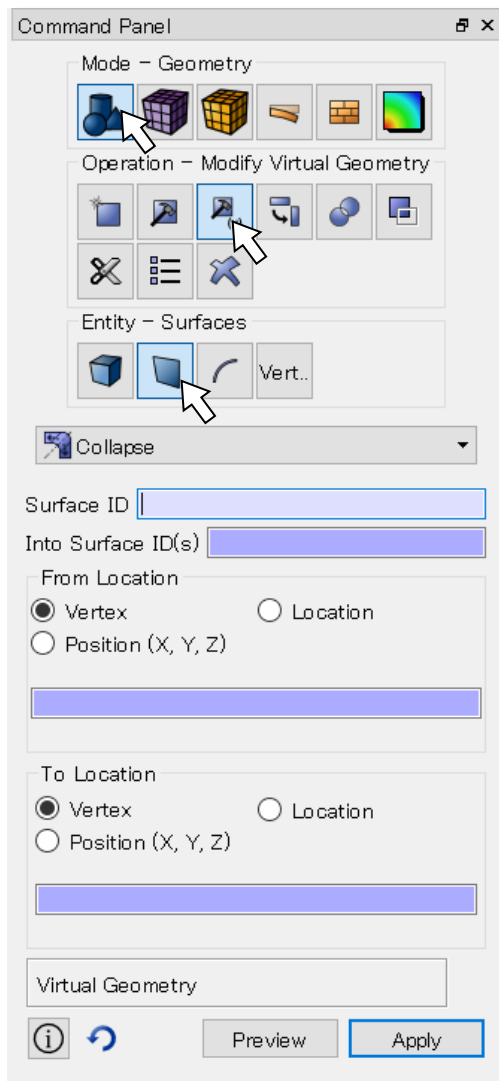 Command Panel
Mode - Geometry
Operation - Modify Virtual Geometry
Entity - Surfaces
Vert..
Collapse
Surface ID
Into Surface ID(s)
From Location
Vertex Location
Position (X, Y, Z)
To Location
Vertex Location
Position (X, Y, Z)
Virtual Geometry
Preview Apply